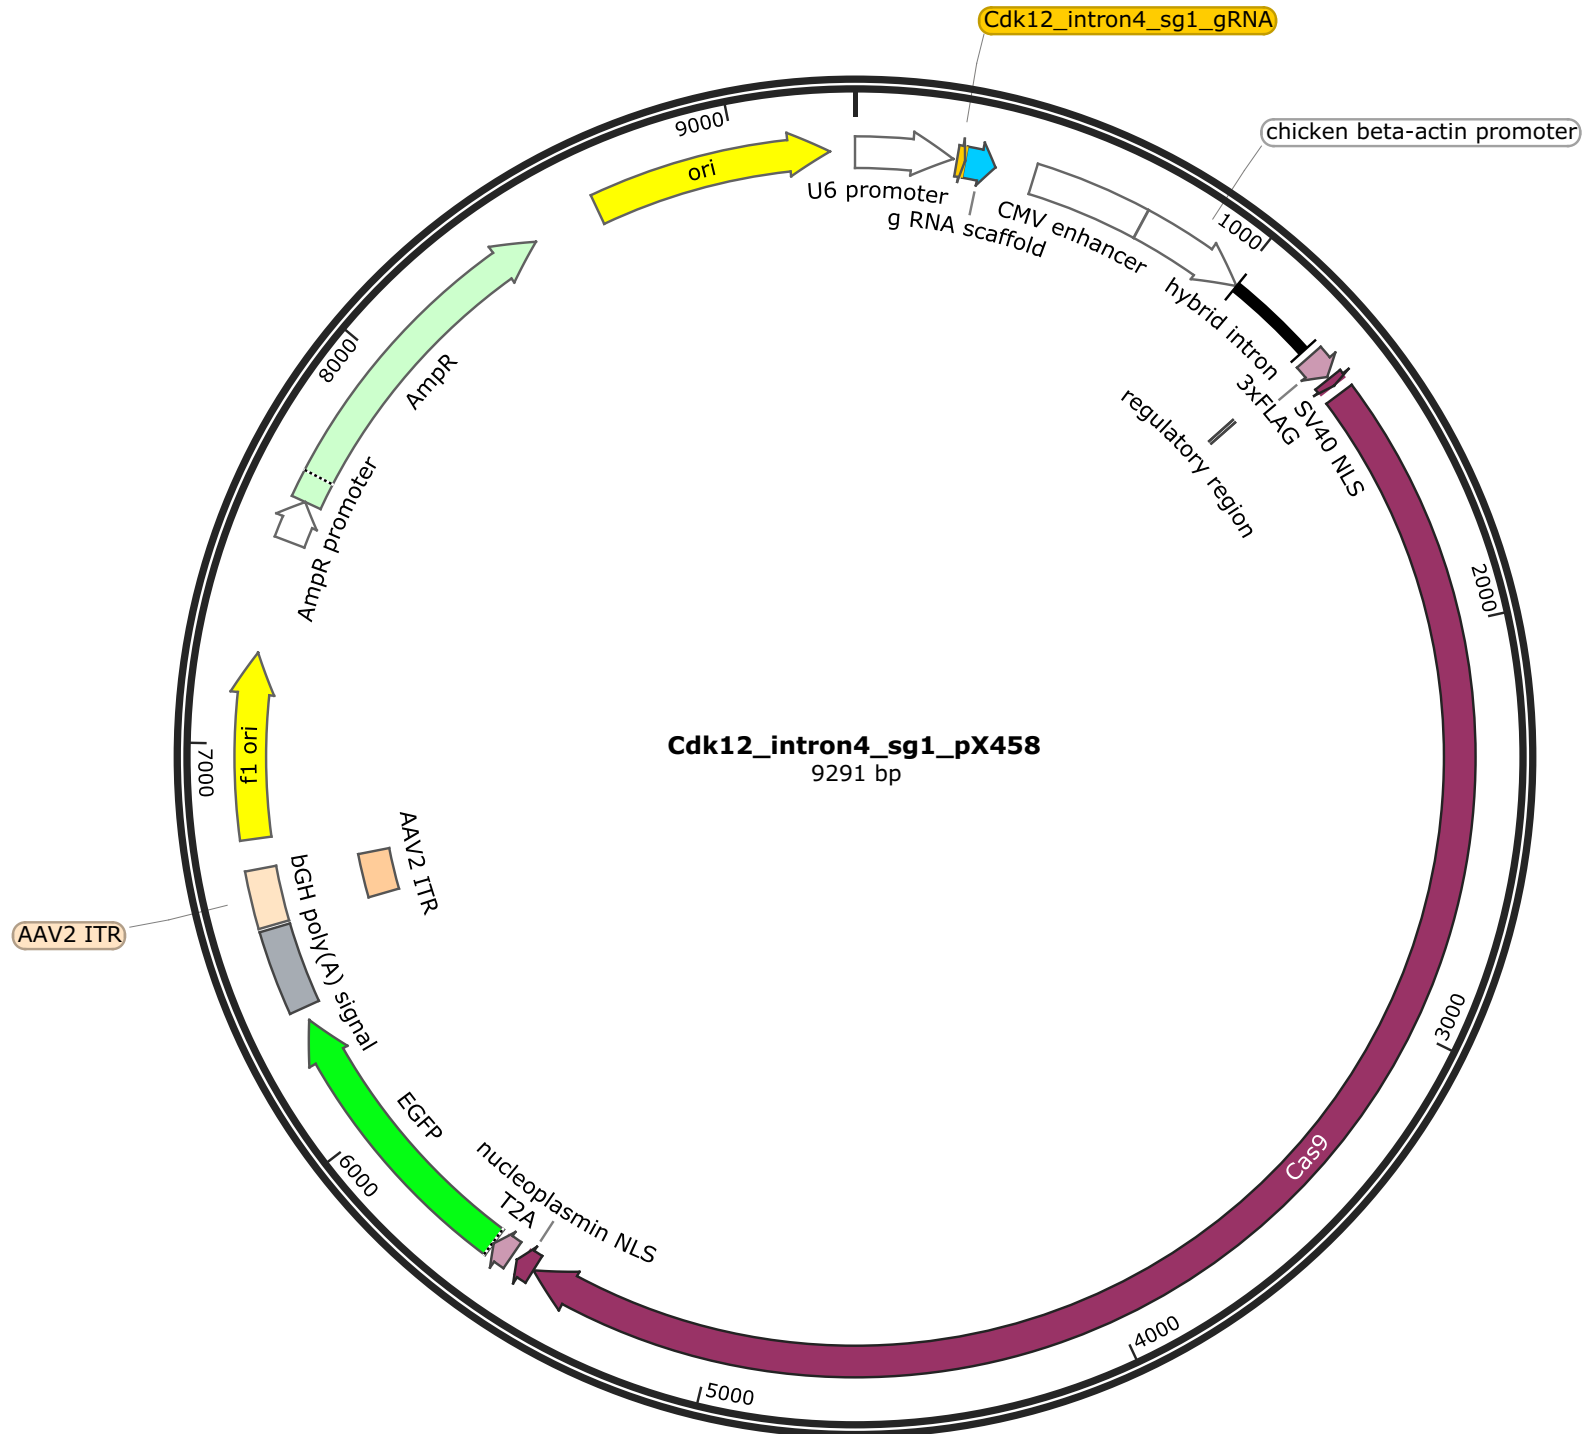 Cdk12_intron4_sg1_gRNA
chicken beta-actin promoter
9000
ori
U6 promoter
g RNA scaffold
CMV enhancer
1000
hybrid intron
3xFLAG
SV40 NLS
regulatory region
8000
AmpR
AmpR promoter
2000
f1 ori
7000
Cdk12_intron4_sg1_pX458
9291 bp
AAV2 ITR
bGH poly(A) signal
AAV2 ITR
3000
EGFP
6000
nucleoplasmin NLS
T2A
Cas9
4000
5000